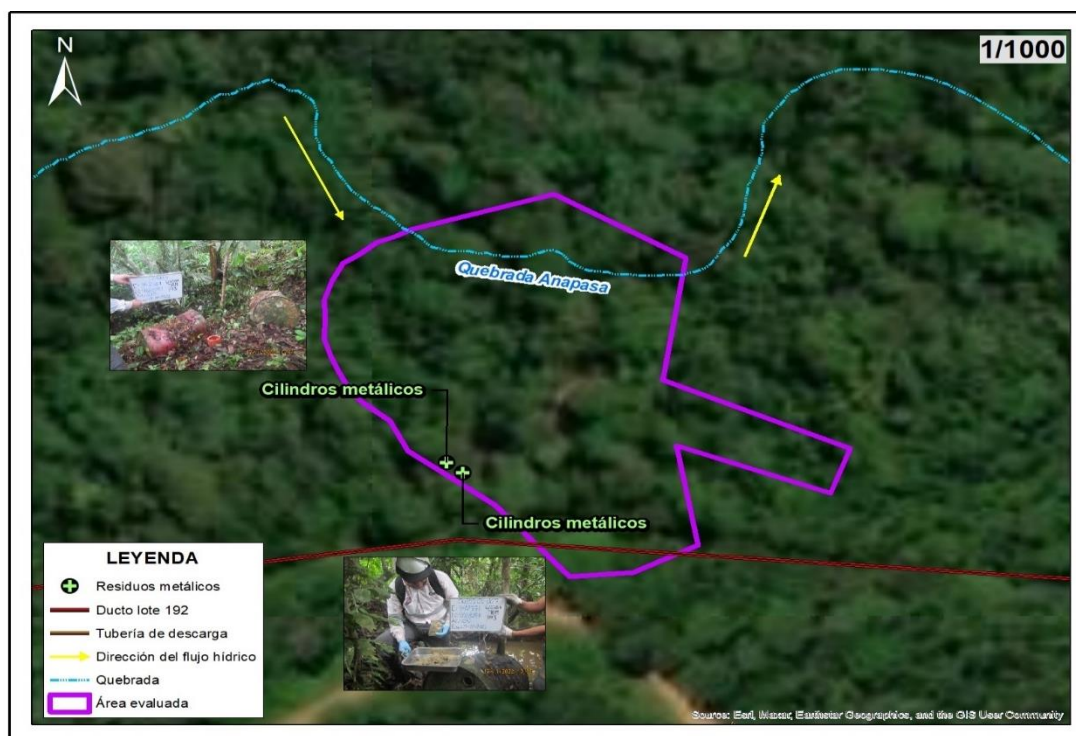 N
1/1000
Quebrada Anapasa
Cilindros metálicos
Cilindros metálicos
LEYENDA
Residuos metálicos
Ducto lote 192
Tubería de descarga
Dirección del flujo hídrico
Quebrada
Área evaluada
Source: Esri, Maxar, Earthstar Geographics, and the GIS User Community